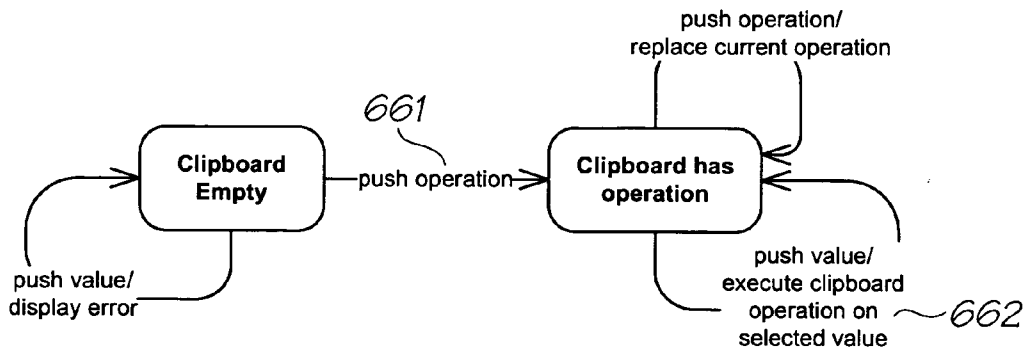 push operation/
replace current operation
661
Clipboard
Empty
push operation
Clipboard has
operation
push value/
display error
push value/
execute clipboard
operation on
selected value
662